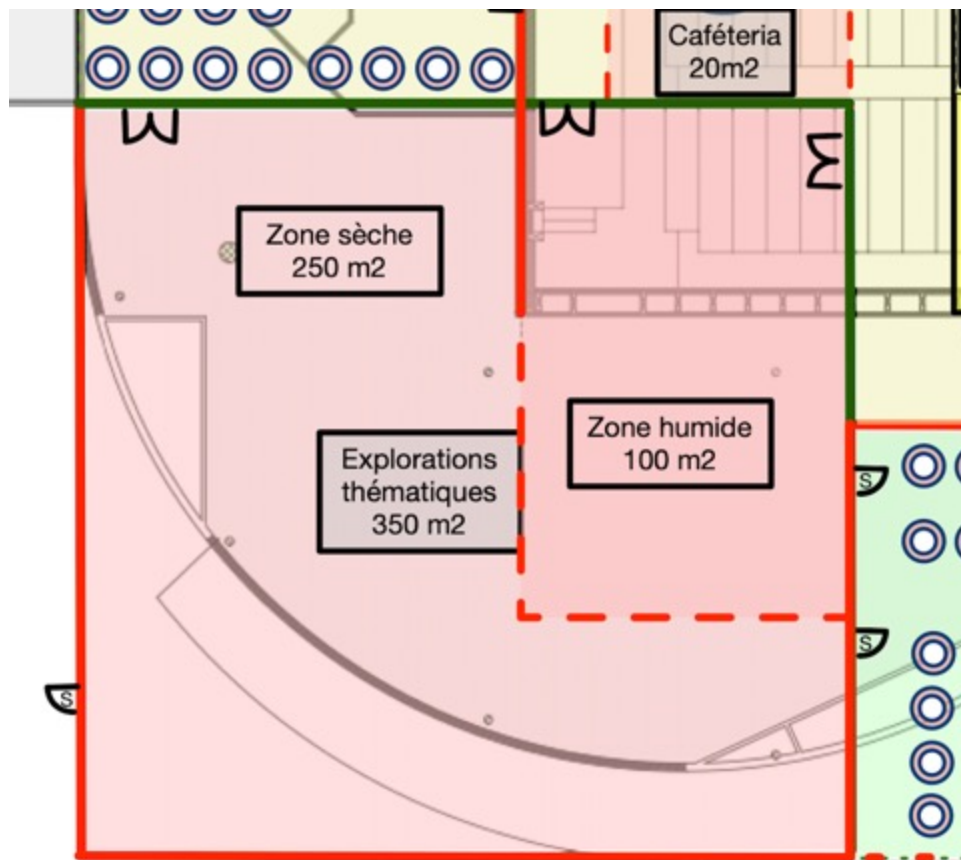 Caféteria
20m2
Zone sèche
250 m2
Zone humide
100 m2
Explorations
thématiques
350 m2
S
S
S